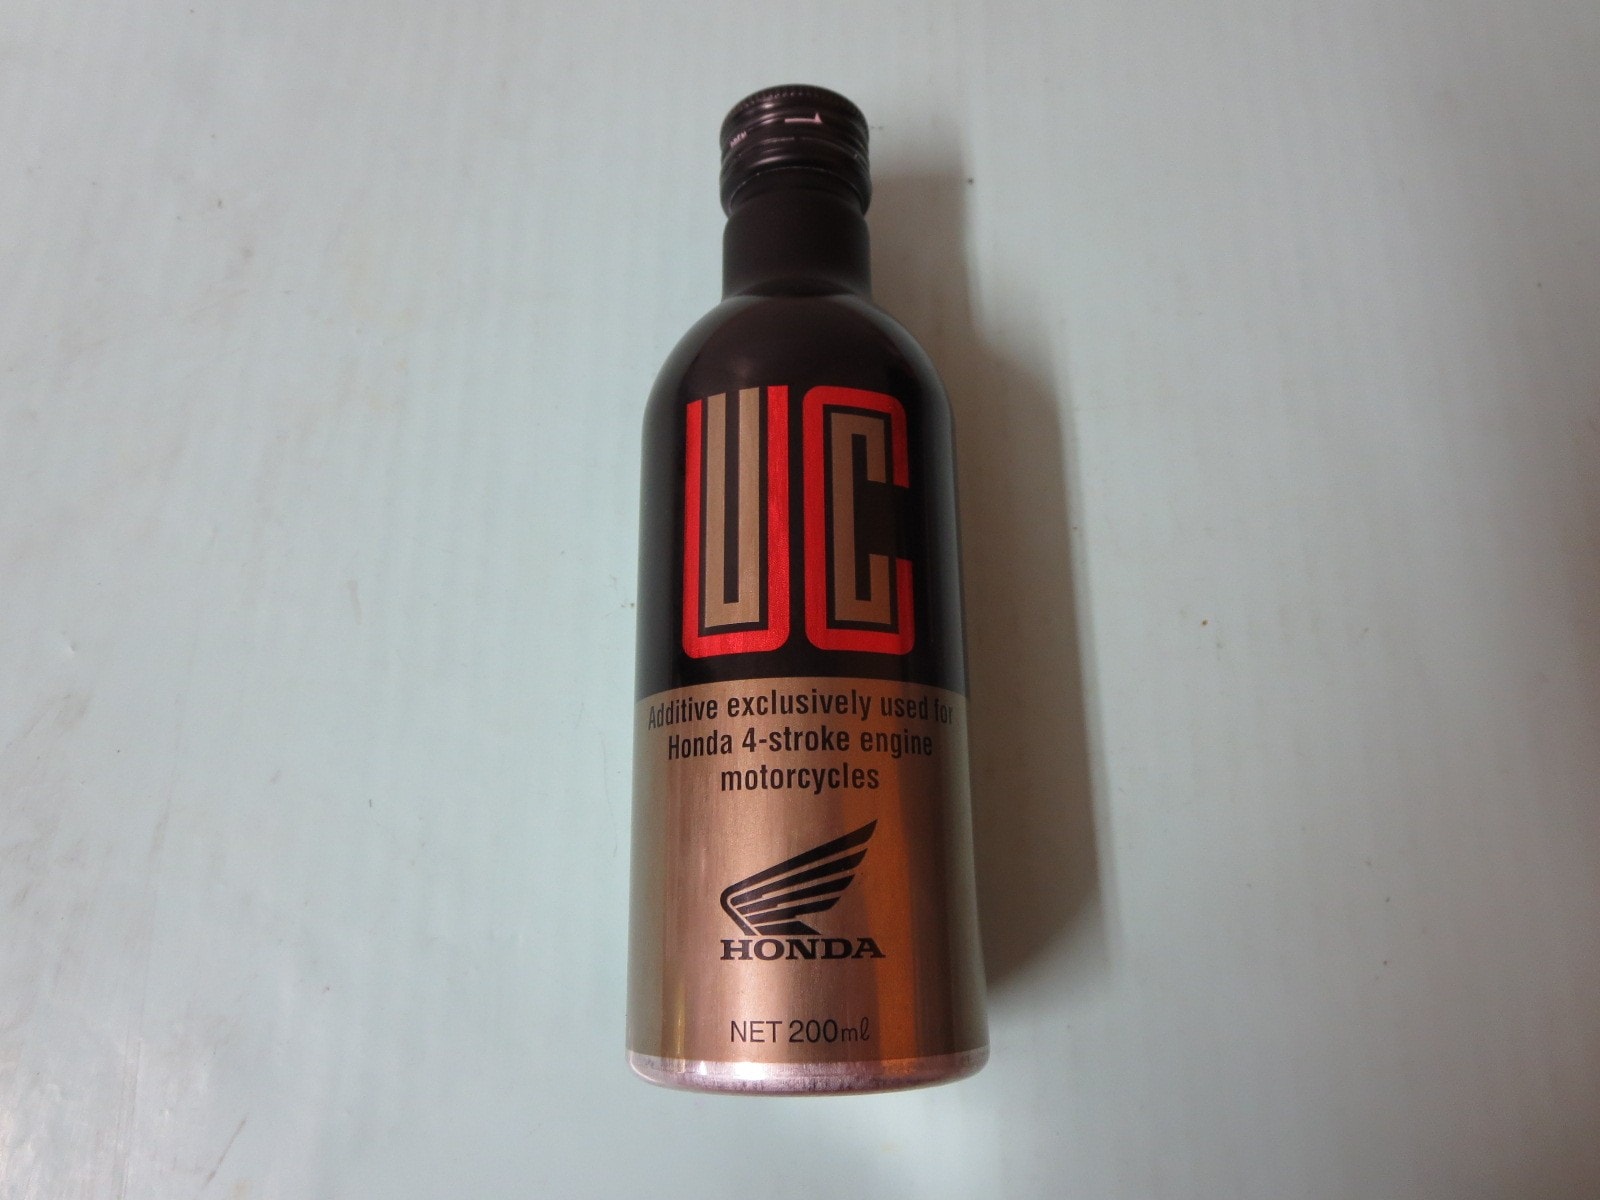 UC
Additive exclusively used for
Honda 4-stroke engine
motorcycles
HONDA
NET 200mℓ